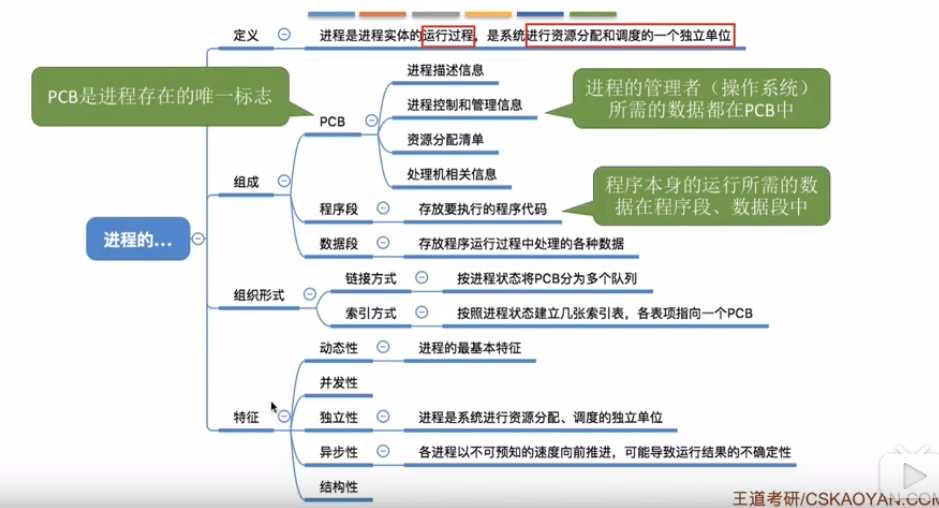 定义
进程是进程实体的运行过程，是系统进行资源分配和调度的一个独立单位
PCB是进程存在的唯一标志
进程描述信息
进程的管理者（操作系统）
所需的数据都在PCB中
PCB
进程控制和管理信息
资源分配清单
处理机相关信息
组成
程序本身的运行所需的数
据在程序段、数据段中
程序段
存放要执行的程序代码
数据段
存放程序运行过程中处理的各种数据
进程的...
链接方式
按进程状态将PCB分为多个队列
组织形式
索引方式
按照进程状态建立几张索引表，各表项指向一个PCB
动态性
进程的最基本特征
并发性
特征
独立性
进程是系统进行资源分配、调度的独立单位
异步性
各进程以不可预知的速度向前推进，可能导致运行结果的不确定性
结构性
王道考研/CSKAOYAN.COM